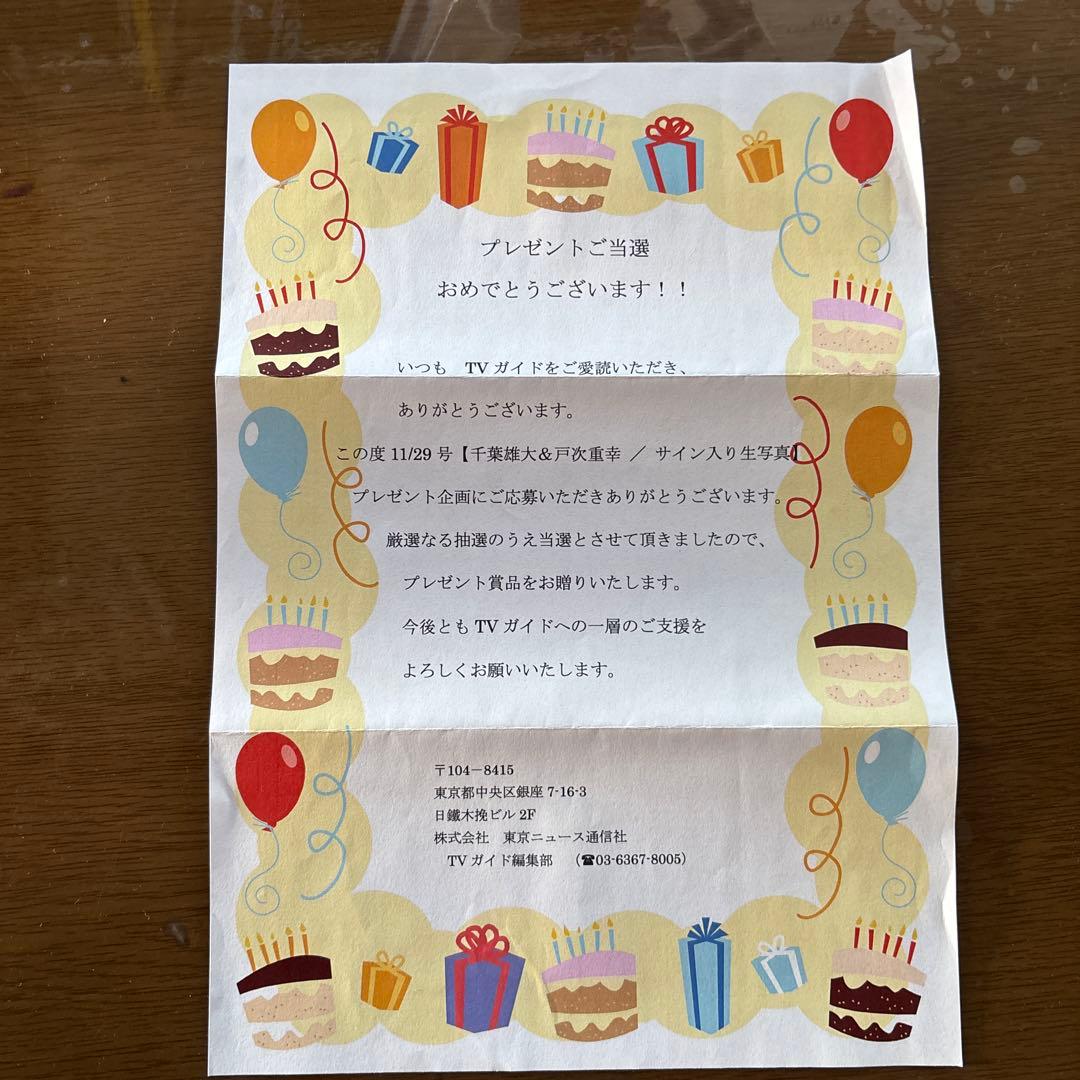 プレゼントご当選
おめでとうございます！！
いつも　TVガイドをご愛読いただき、
ありがとうございます。
この度 11/29 号【千葉雄大＆戸次重幸 ／ サイン入り生写真】
プレゼント企画にご応募いただきありがとうございます。
厳選なる抽選のうえ当選とさせて頂きましたので、
プレゼント賞品をお贈りいたします。
今後とも TV ガイドへの一層のご支援を
よろしくお願いいたします。
〒104－8415
東京都中央区銀座 7-16-3
日鐵木挽ビル 2F
株式会社　東京ニュース通信社
TV ガイド編集部　（☎03-6367-8005）